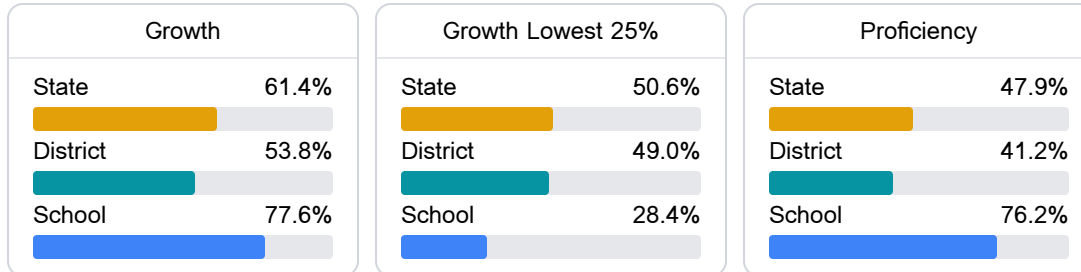 Growth
State 61.4%
District 53.8%
School 77.6%
Growth Lowest 25%
State 50.6%
District 49.0%
School 28.4%
Proficiency
State 47.9%
District 41.2%
School 76.2%